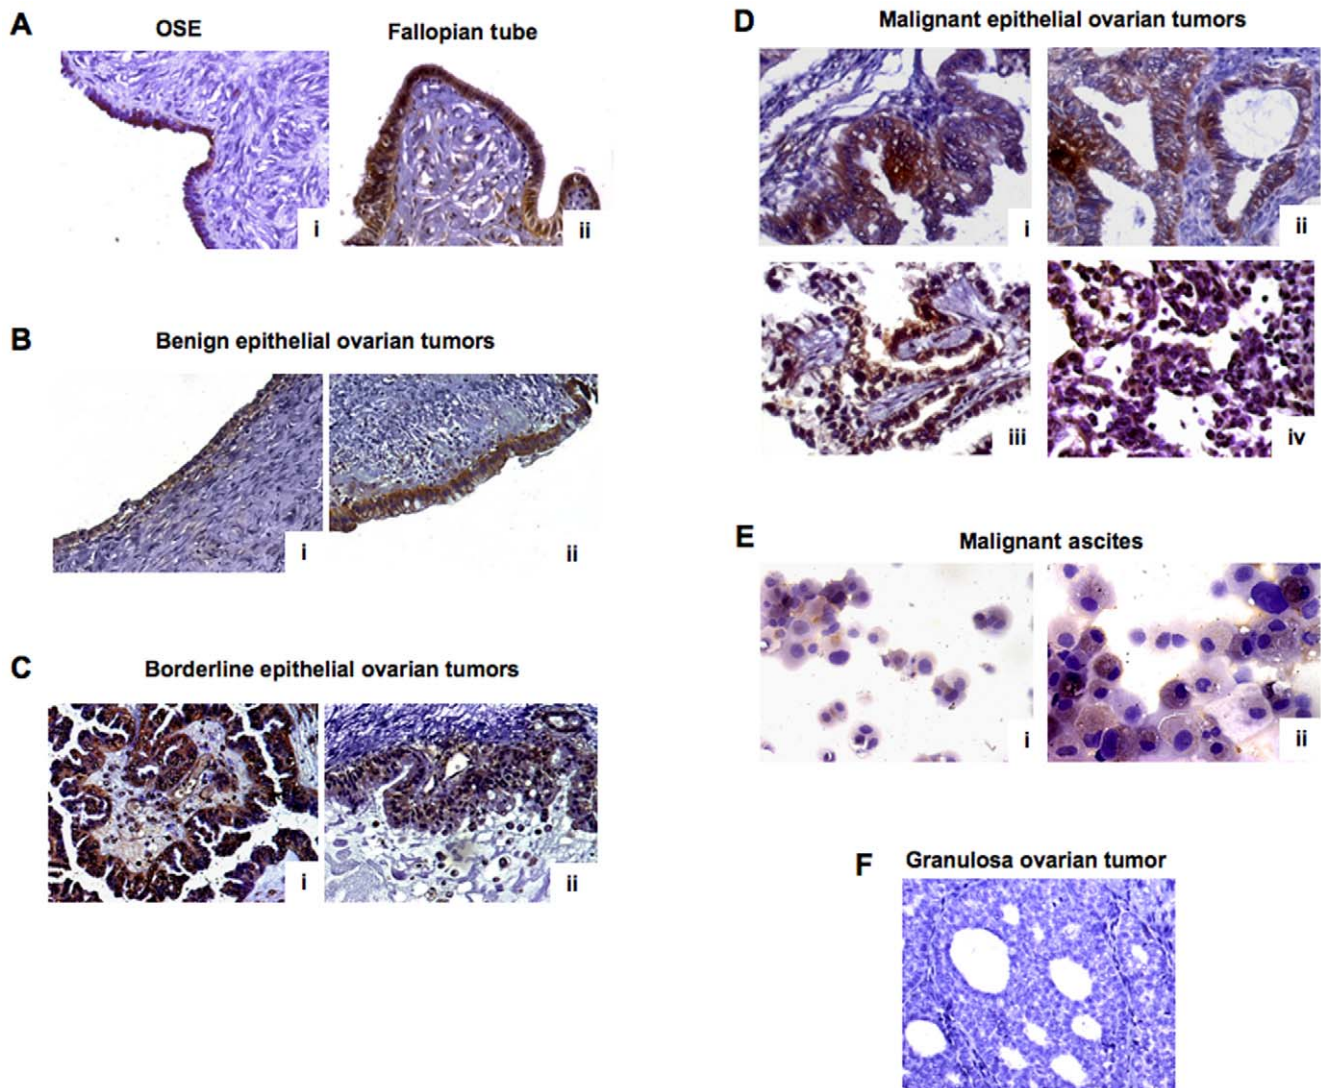 A
OSE
Fallopian tube
i
ii
B
Benign epithelial ovarian tumors
i
ii
C
Borderline epithelial ovarian tumors
i
ii
D
Malignant epithelial ovarian tumors
i
ii
iii
iv
E
Malignant ascites
i
ii
F
Granulosa ovarian tumor